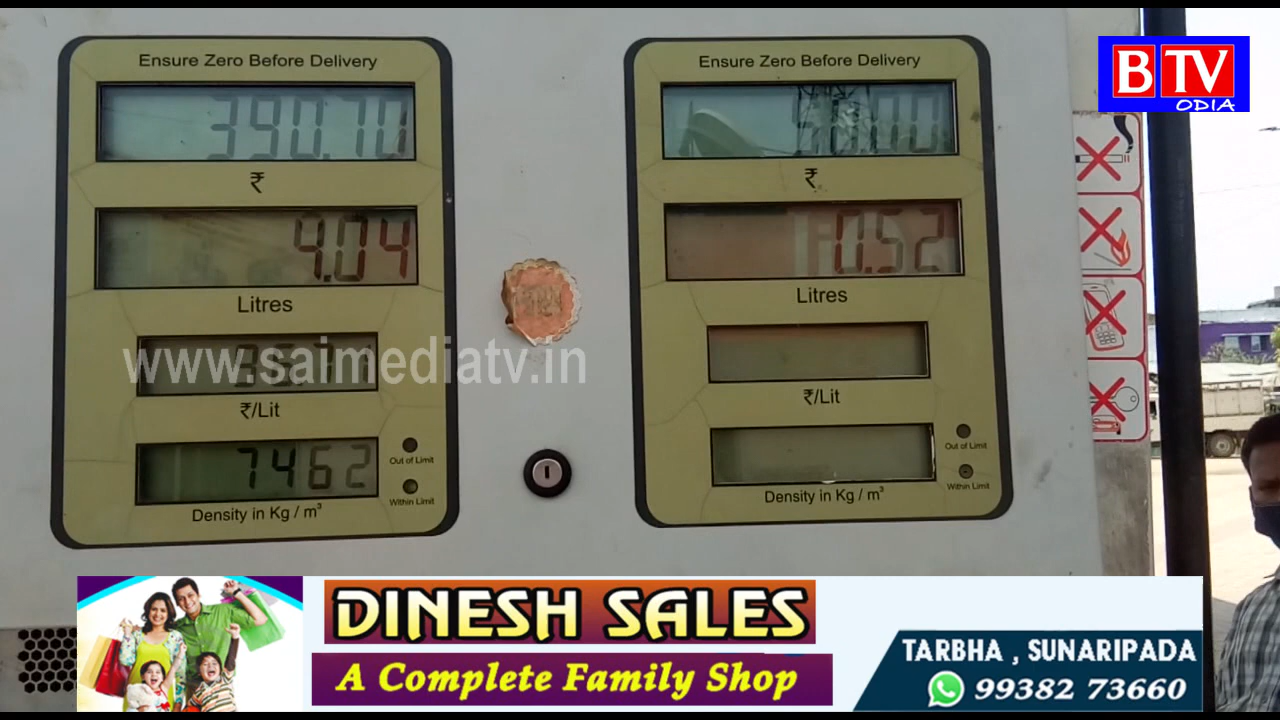 BTV
ODIA
Ensure Zero Before Delivery
390.70
₹
4.04
Litres
₹/Lit
7462
Density in Kg / m³
Out of Limit
Within Limit
Ensure Zero Before Delivery
₹
0.52
Litres
₹/Lit
Density in Kg / m³
Out of Limit
Within Limit
www.saimediatv.in
DINESH SALES
A Complete Family Shop
TARBHA , SUNARIPADA
99382 73660